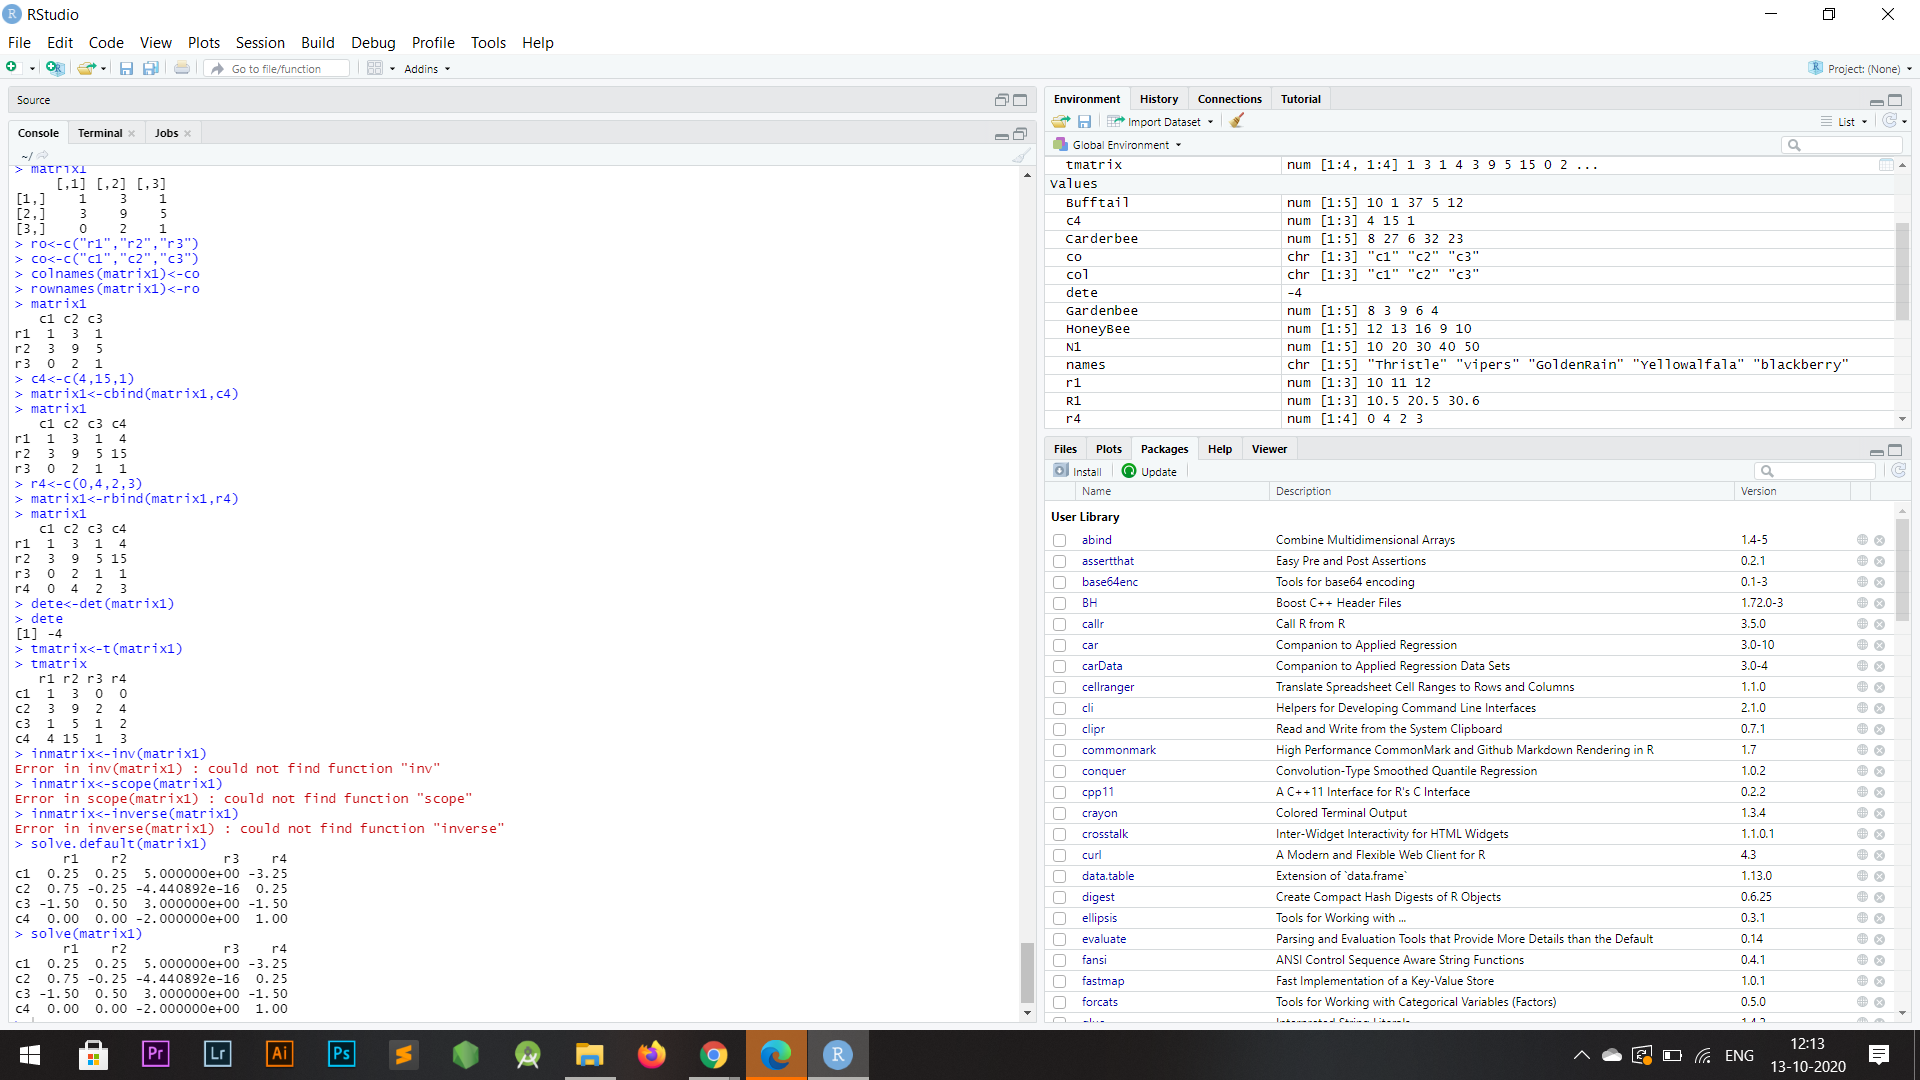 RStudio
File Edit Code View Plots Session Build Debug Profile Tools Help
Go to file/function Addins Project: (None)
Source
Console Terminal Jobs
~/
> matrix1
     [,1] [,2] [,3]
[1,]    1    3    1
[2,]    3    9    5
[3,]    0    2    1
> ro<-c("r1","r2","r3")
> co<-c("c1","c2","c3")
> colnames(matrix1)<-co
> rownames(matrix1)<-ro
> matrix1
   c1 c2 c3
r1  1  3  1
r2  3  9  5
r3  0  2  1
> c4<-c(4,15,1)
> matrix1<-cbind(matrix1,c4)
> matrix1
   c1 c2 c3 c4
r1  1  3  1  4
r2  3  9  5 15
r3  0  2  1  1
> r4<-c(0,4,2,3)
> matrix1<-rbind(matrix1,r4)
> matrix1
   c1 c2 c3 c4
r1  1  3  1  4
r2  3  9  5 15
r3  0  2  1  1
r4  0  4  2  3
> dete<-det(matrix1)
> dete
[1] -4
> tmatrix<-t(matrix1)
> tmatrix
   r1 r2 r3 r4
c1  1  3  0  0
c2  3  9  2  4
c3  1  5  1  2
c4  4 15  1  3
> inmatrix<-inv(matrix1)
Error in inv(matrix1) : could not find function "inv"
> inmatrix<-scope(matrix1)
Error in scope(matrix1) : could not find function "scope"
> inmatrix<-inverse(matrix1)
Error in inverse(matrix1) : could not find function "inverse"
> solve.default(matrix1)
      r1    r2            r3    r4
c1  0.25  0.25  5.000000e+00 -3.25
c2  0.75 -0.25 -4.440892e-16  0.25
c3 -1.50  0.50  3.000000e+00 -1.50
c4  0.00  0.00 -2.000000e+00  1.00
> solve(matrix1)
      r1    r2            r3    r4
c1  0.25  0.25  5.000000e+00 -3.25
c2  0.75 -0.25 -4.440892e-16  0.25
c3 -1.50  0.50  3.000000e+00 -1.50
c4  0.00  0.00 -2.000000e+00  1.00
Environment History Connections Tutorial
Import Dataset List
Global Environment
tmatrix num [1:4, 1:4] 1 3 1 4 3 9 5 15 0 2 ...
Values
Bufftail num [1:5] 10 1 37 5 12
c4 num [1:3] 4 15 1
Carderbee num [1:5] 8 27 6 32 23
co chr [1:3] "c1" "c2" "c3"
col chr [1:3] "c1" "c2" "c3"
dete -4
Gardenbee num [1:5] 8 3 9 6 4
HoneyBee num [1:5] 12 13 16 9 10
N1 num [1:5] 10 20 30 40 50
names chr [1:5] "Thristle" "vipers" "GoldenRain" "Yellowalfala" "blackberry"
r1 num [1:3] 10 11 12
R1 num [1:3] 10.5 20.5 30.6
r4 num [1:4] 0 4 2 3
Files Plots Packages Help Viewer
Install Update
Name Description Version
User Library
abind Combine Multidimensional Arrays 1.4-5
assertthat Easy Pre and Post Assertions 0.2.1
base64enc Tools for base64 encoding 0.1-3
BH Boost C++ Header Files 1.72.0-3
callr Call R from R 3.5.0
car Companion to Applied Regression 3.0-10
carData Companion to Applied Regression Data Sets 3.0-4
cellranger Translate Spreadsheet Cell Ranges to Rows and Columns 1.1.0
cli Helpers for Developing Command Line Interfaces 2.1.0
clipr Read and Write from the System Clipboard 0.7.1
commonmark High Performance CommonMark and Github Markdown Rendering in R 1.7
conquer Convolution-Type Smoothed Quantile Regression 1.0.2
cpp11 A C++11 Interface for R's C Interface 0.2.2
crayon Colored Terminal Output 1.3.4
crosstalk Inter-Widget Interactivity for HTML Widgets 1.1.0.1
curl A Modern and Flexible Web Client for R 4.3
data.table Extension of `data.frame` 1.13.0
digest Create Compact Hash Digests of R Objects 0.6.25
ellipsis Tools for Working with ... 0.3.1
evaluate Parsing and Evaluation Tools that Provide More Details than the Default 0.14
fansi ANSI Control Sequence Aware String Functions 0.4.1
fastmap Fast Implementation of a Key-Value Store 1.0.1
forcats Tools for Working with Categorical Variables (Factors) 0.5.0
Pr Lr Ai Ps R ENG 12:13
13-10-2020